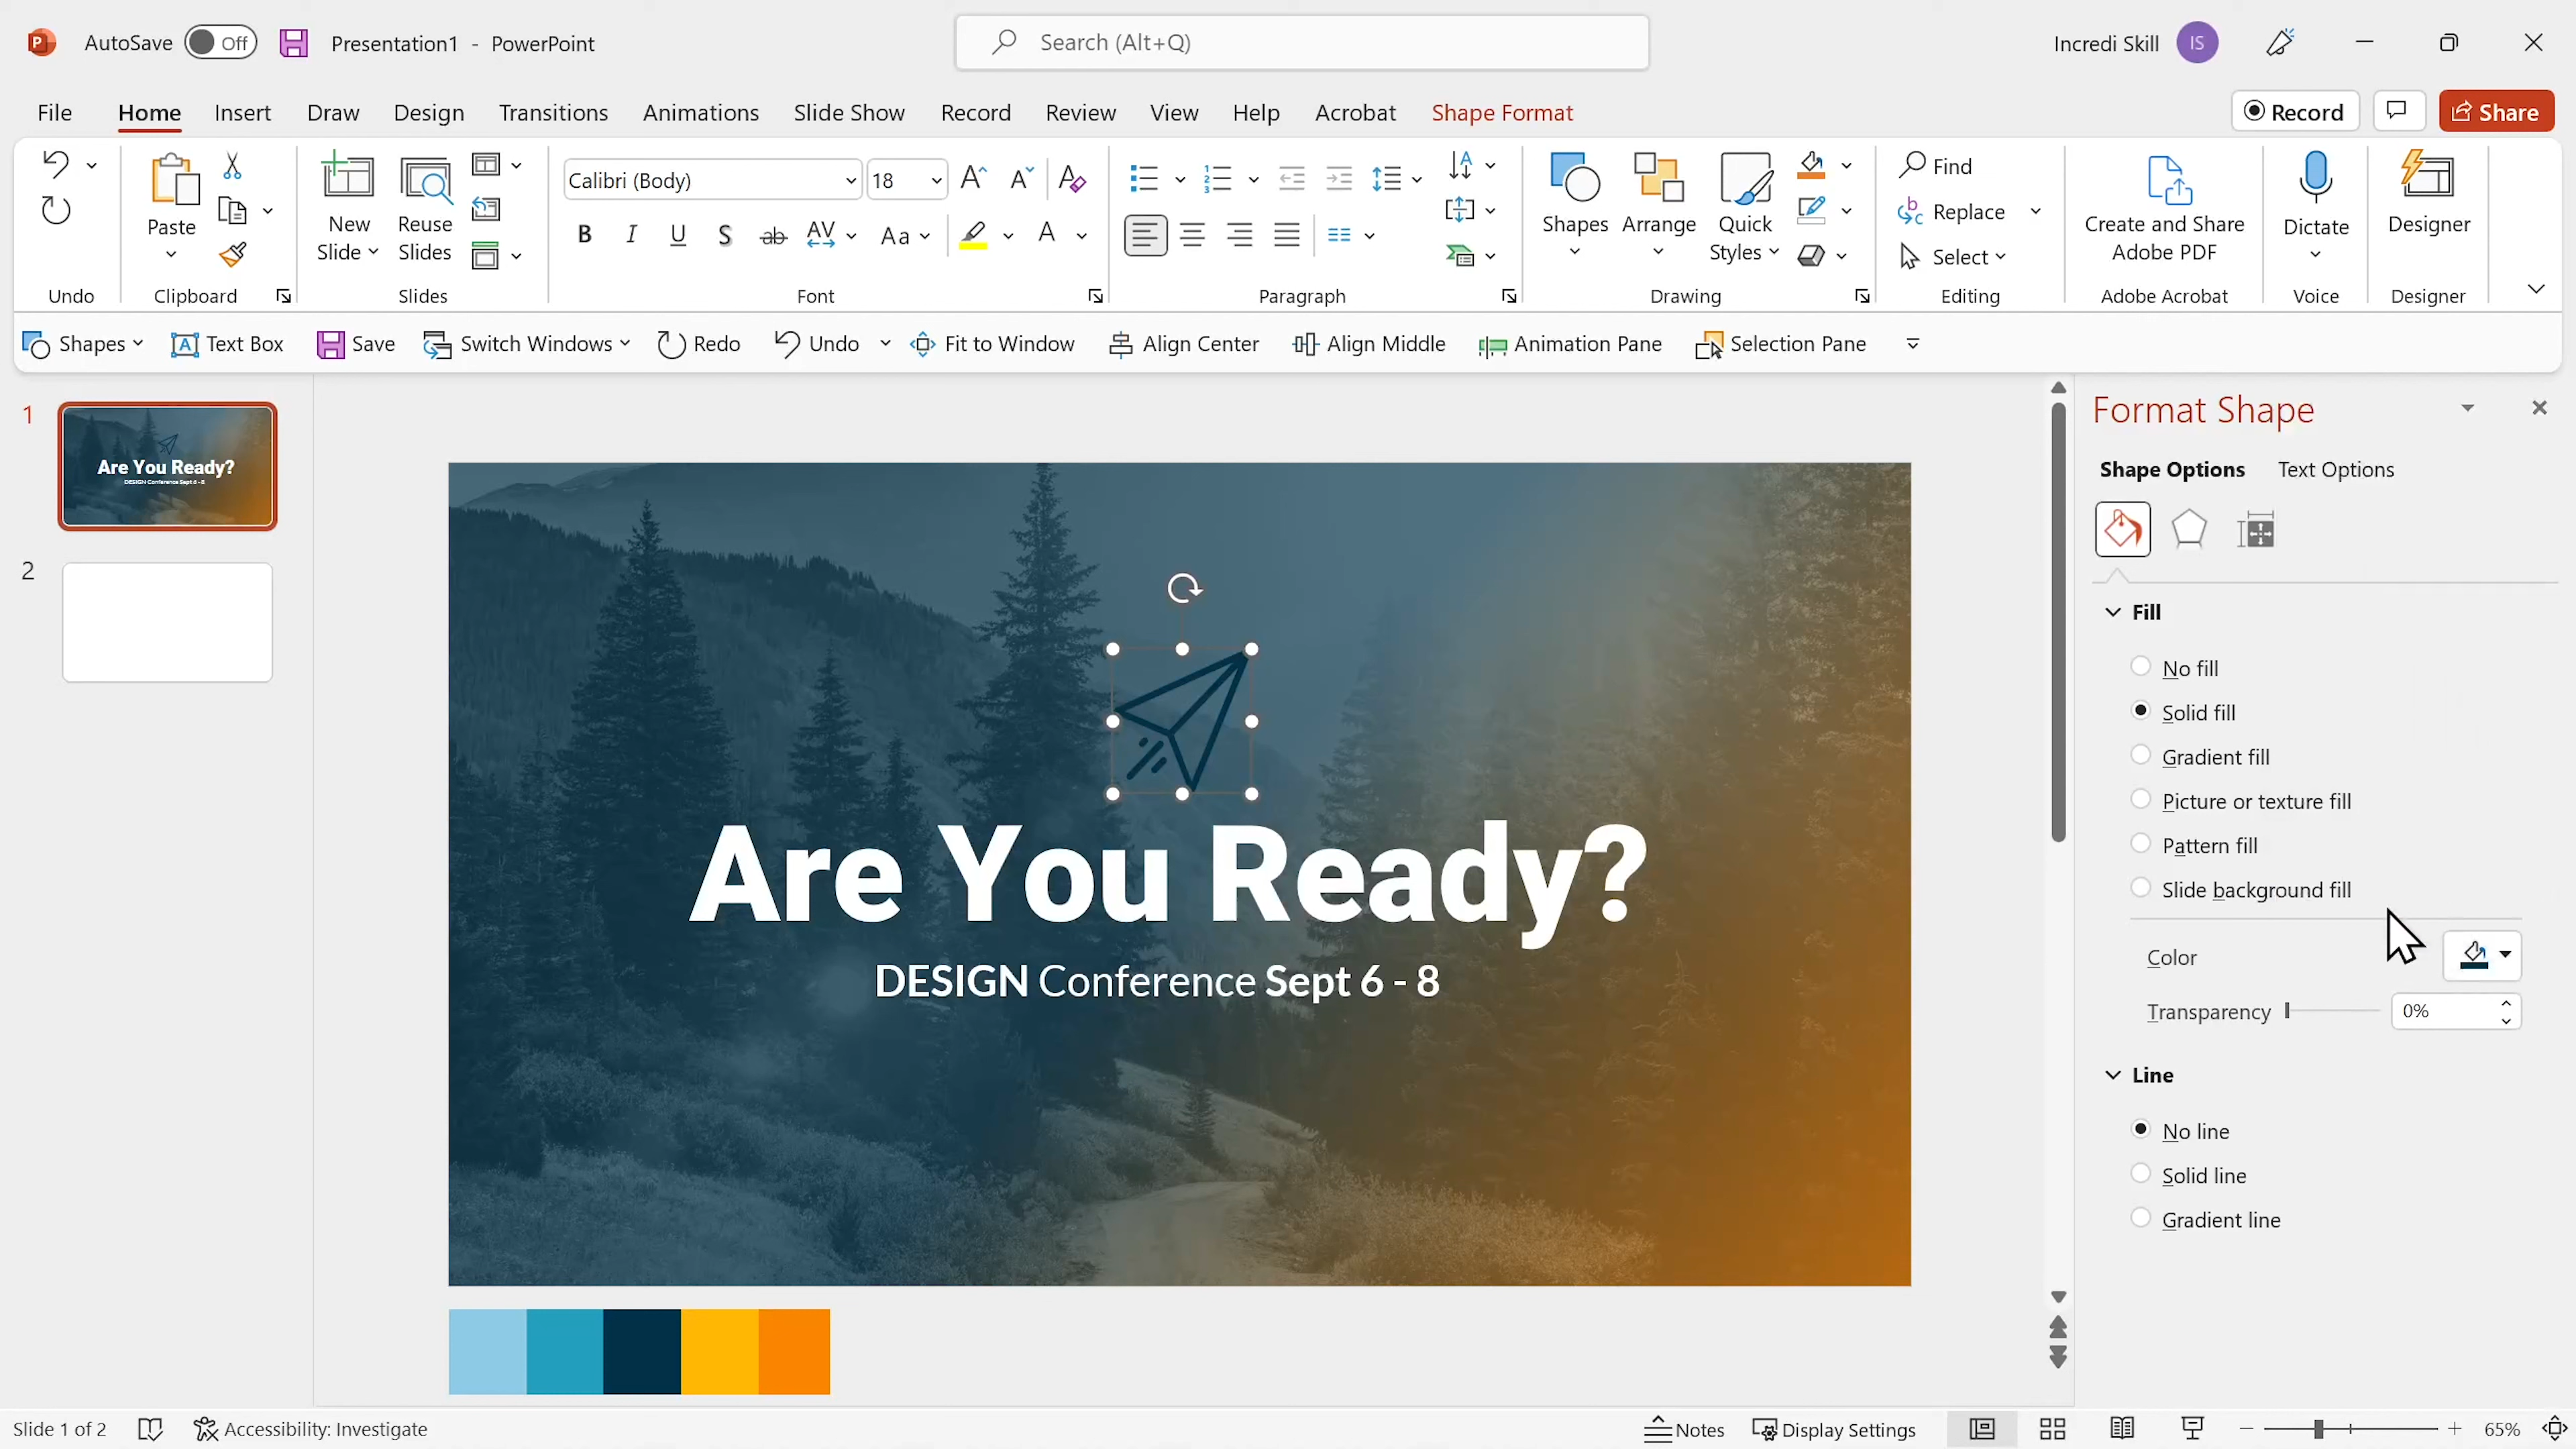 AutoSave Off Presentation1 - PowerPoint Search (Alt+Q) Incredi Skill IS
File Home Insert Draw Design Transitions Animations Slide Show Record Review View Help Acrobat Shape Format Record Share
Paste
New Slide
Reuse Slides
Calibri (Body) 18
B I U S ab AV Aa A
Shapes
Arrange
Quick Styles
Find
Replace
Select
Create and Share Adobe PDF
Dictate
Designer
Undo Clipboard Slides Font Paragraph Drawing Editing Adobe Acrobat Voice Designer
Shapes Text Box Save Switch Windows Redo Undo Fit to Window Align Center Align Middle Animation Pane Selection Pane
1
Are You Ready?
DESIGN Conference Sept 6 - 8
2
Are You Ready?
DESIGN Conference Sept 6 - 8
Format Shape
Shape Options Text Options
Fill
No fill
Solid fill
Gradient fill
Picture or texture fill
Pattern fill
Slide background fill
Color
Transparency 0%
Line
No line
Solid line
Gradient line
Slide 1 of 2 Accessibility: Investigate Notes Display Settings 65%